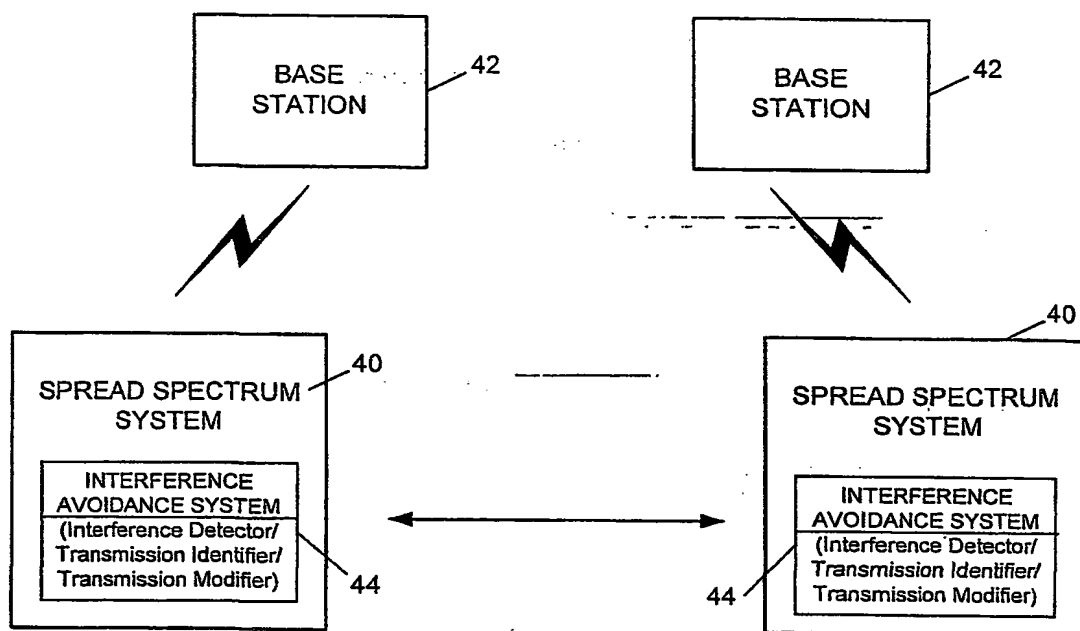 BASE
STATION
42
BASE
STATION
42
40
SPREAD SPECTRUM
SYSTEM
INTERFERENCE
AVOIDANCE SYSTEM
(Interference Detector/
Transmission Identifier/
Transmission Modifier)
44
40
SPREAD SPECTRUM
SYSTEM
INTERFERENCE
AVOIDANCE SYSTEM
(Interference Detector/
Transmission Identifier/
Transmission Modifier)
44